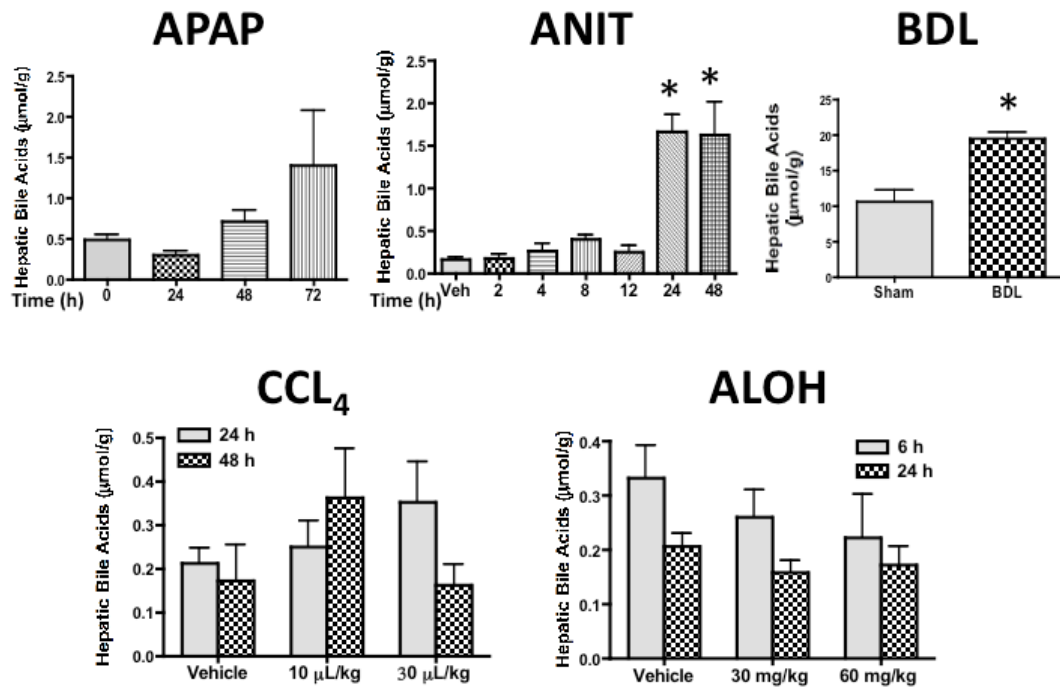 APAP
Hepatic Bile Acids (μmol/g)
2.5
2.0
1.5
1.0
0.5
0.0
Time (h)
0
24
48
72
ANIT
Hepatic Bile Acids (μmol/g)
2.5
2.0
1.5
1.0
0.5
0.0
*
*
Time (h)
Veh
2
4
8
12
24
48
BDL
Hepatic Bile Acids
(μmol/g)
25
20
15
10
5
0
*
Sham
BDL
CCL4
24 h
48 h
Hepatic Bile Acids (μmol/g)
0.5
0.4
0.3
0.2
0.1
0.0
Vehicle
10 μL/kg
30 μL/kg
ALOH
6 h
24 h
Hepatic Bile Acids (μmol/g)
0.4
0.3
0.2
0.1
0.0
Vehicle
30 mg/kg
60 mg/kg